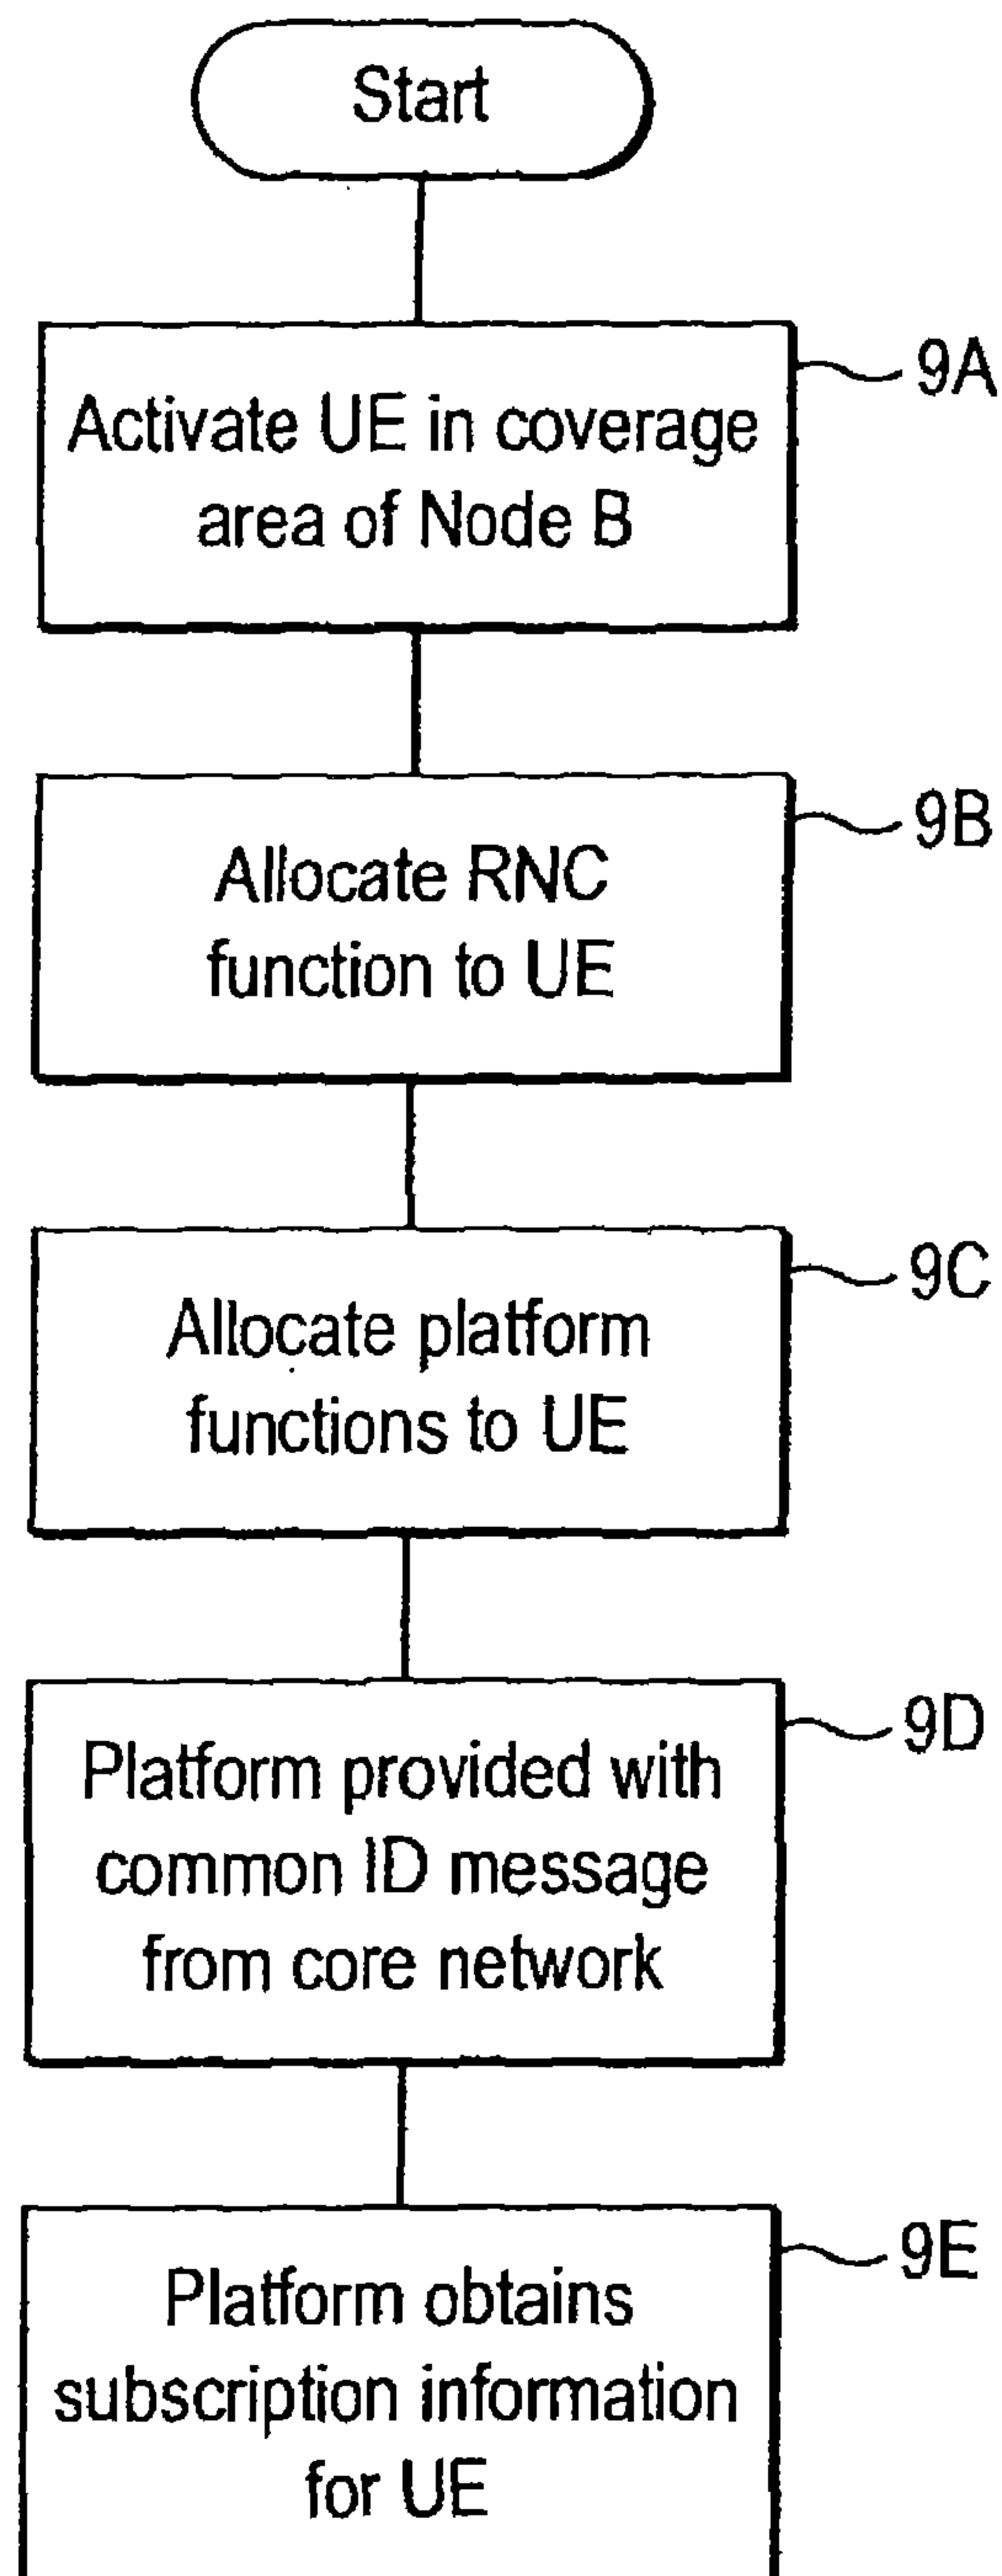 Start
Activate UE in coverage
area of Node B
9A
Allocate RNC
function to UE
9B
Allocate platform
functions to UE
9C
Platform provided with
common ID message
from core network
9D
Platform obtains
subscription information
for UE
9E